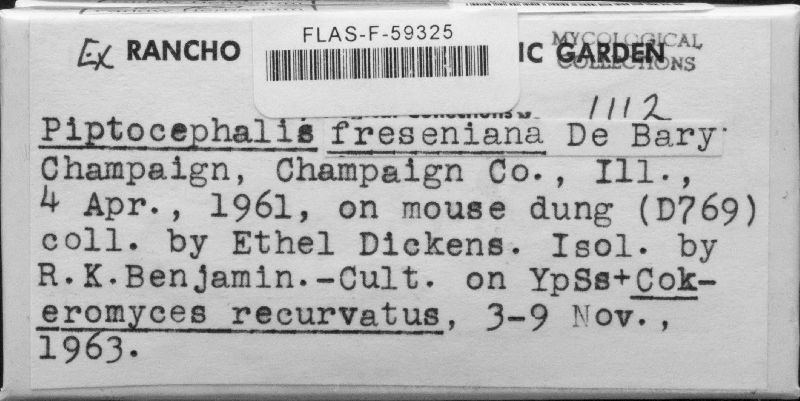 FLAS-F-59325
Ex RANCHO IC GARDEN
MYCOLOGICAL
COLLECTIONS
1112
Piptocephalis freseniana De Bary
Champaign, Champaign Co., Ill.,
4 Apr., 1961, on mouse dung (D769)
coll. by Ethel Dickens. Isol. by
R.K.Benjamin.-Cult. on YpSs+Cok-
eromyces recurvatus, 3-9 Nov.,
1963.